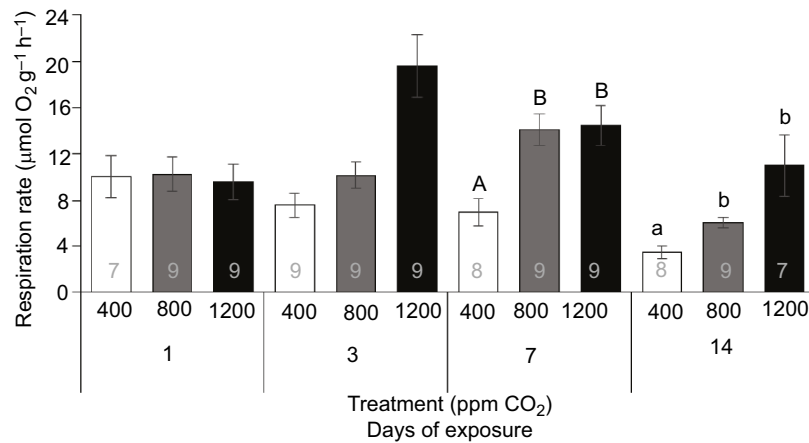 24
20
16
12
8
4
0
Respiration rate (μmol O₂ g⁻¹ h⁻¹)
A B B
a b b
7 9 9 9 9 9 8 9 9 8 9 7
400 800 1200 400 800 1200 400 800 1200 400 800 1200
1 3 7 14
Treatment (ppm CO₂)
Days of exposure